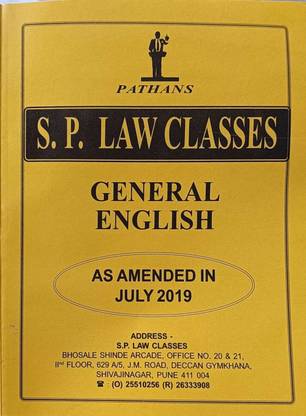 PATHANS
S. P. LAW CLASSES
GENERAL
ENGLISH
AS AMENDED IN
JULY 2019
ADDRESS -
S.P. LAW CLASSES
BHOSALE SHINDE ARCADE, OFFICE NO. 20 & 21,
IInd FLOOR, 629 A/5, J.M. ROAD, DECCAN GYMKHANA,
SHIVAJINAGAR, PUNE 411 004
☎ : (O) 25510256 (R) 26333908